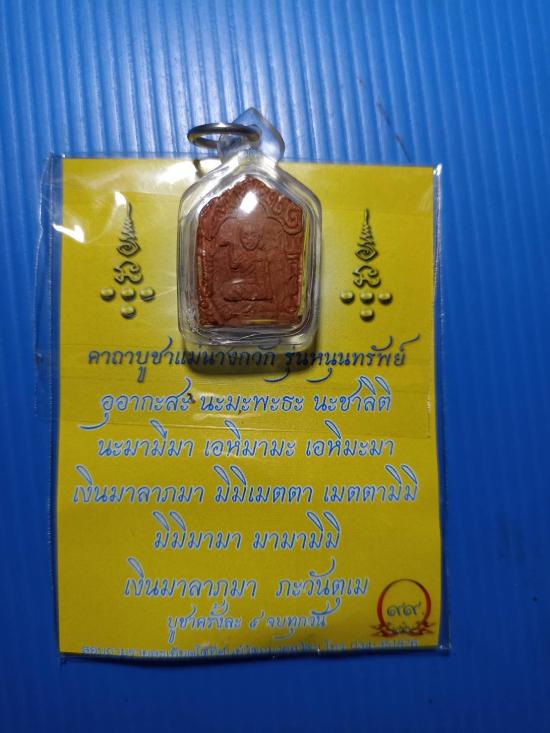 คาถาบูชาแม่นางกวัก รุ่นหนุนทรัพย์
อุอากะสะ นะมะพะธะ นะชาลิติ
นะมามีมา เอหิมามะ เอหิมะมา
เงินมาลาภมา มิมิเมตตา เมตตามิมิ
มิมิมามา มามามิมิ
เงินมาลาภมา ภะวันตุเม
บูชาครั้งละ ๙ จบทุกวัน
๙๙